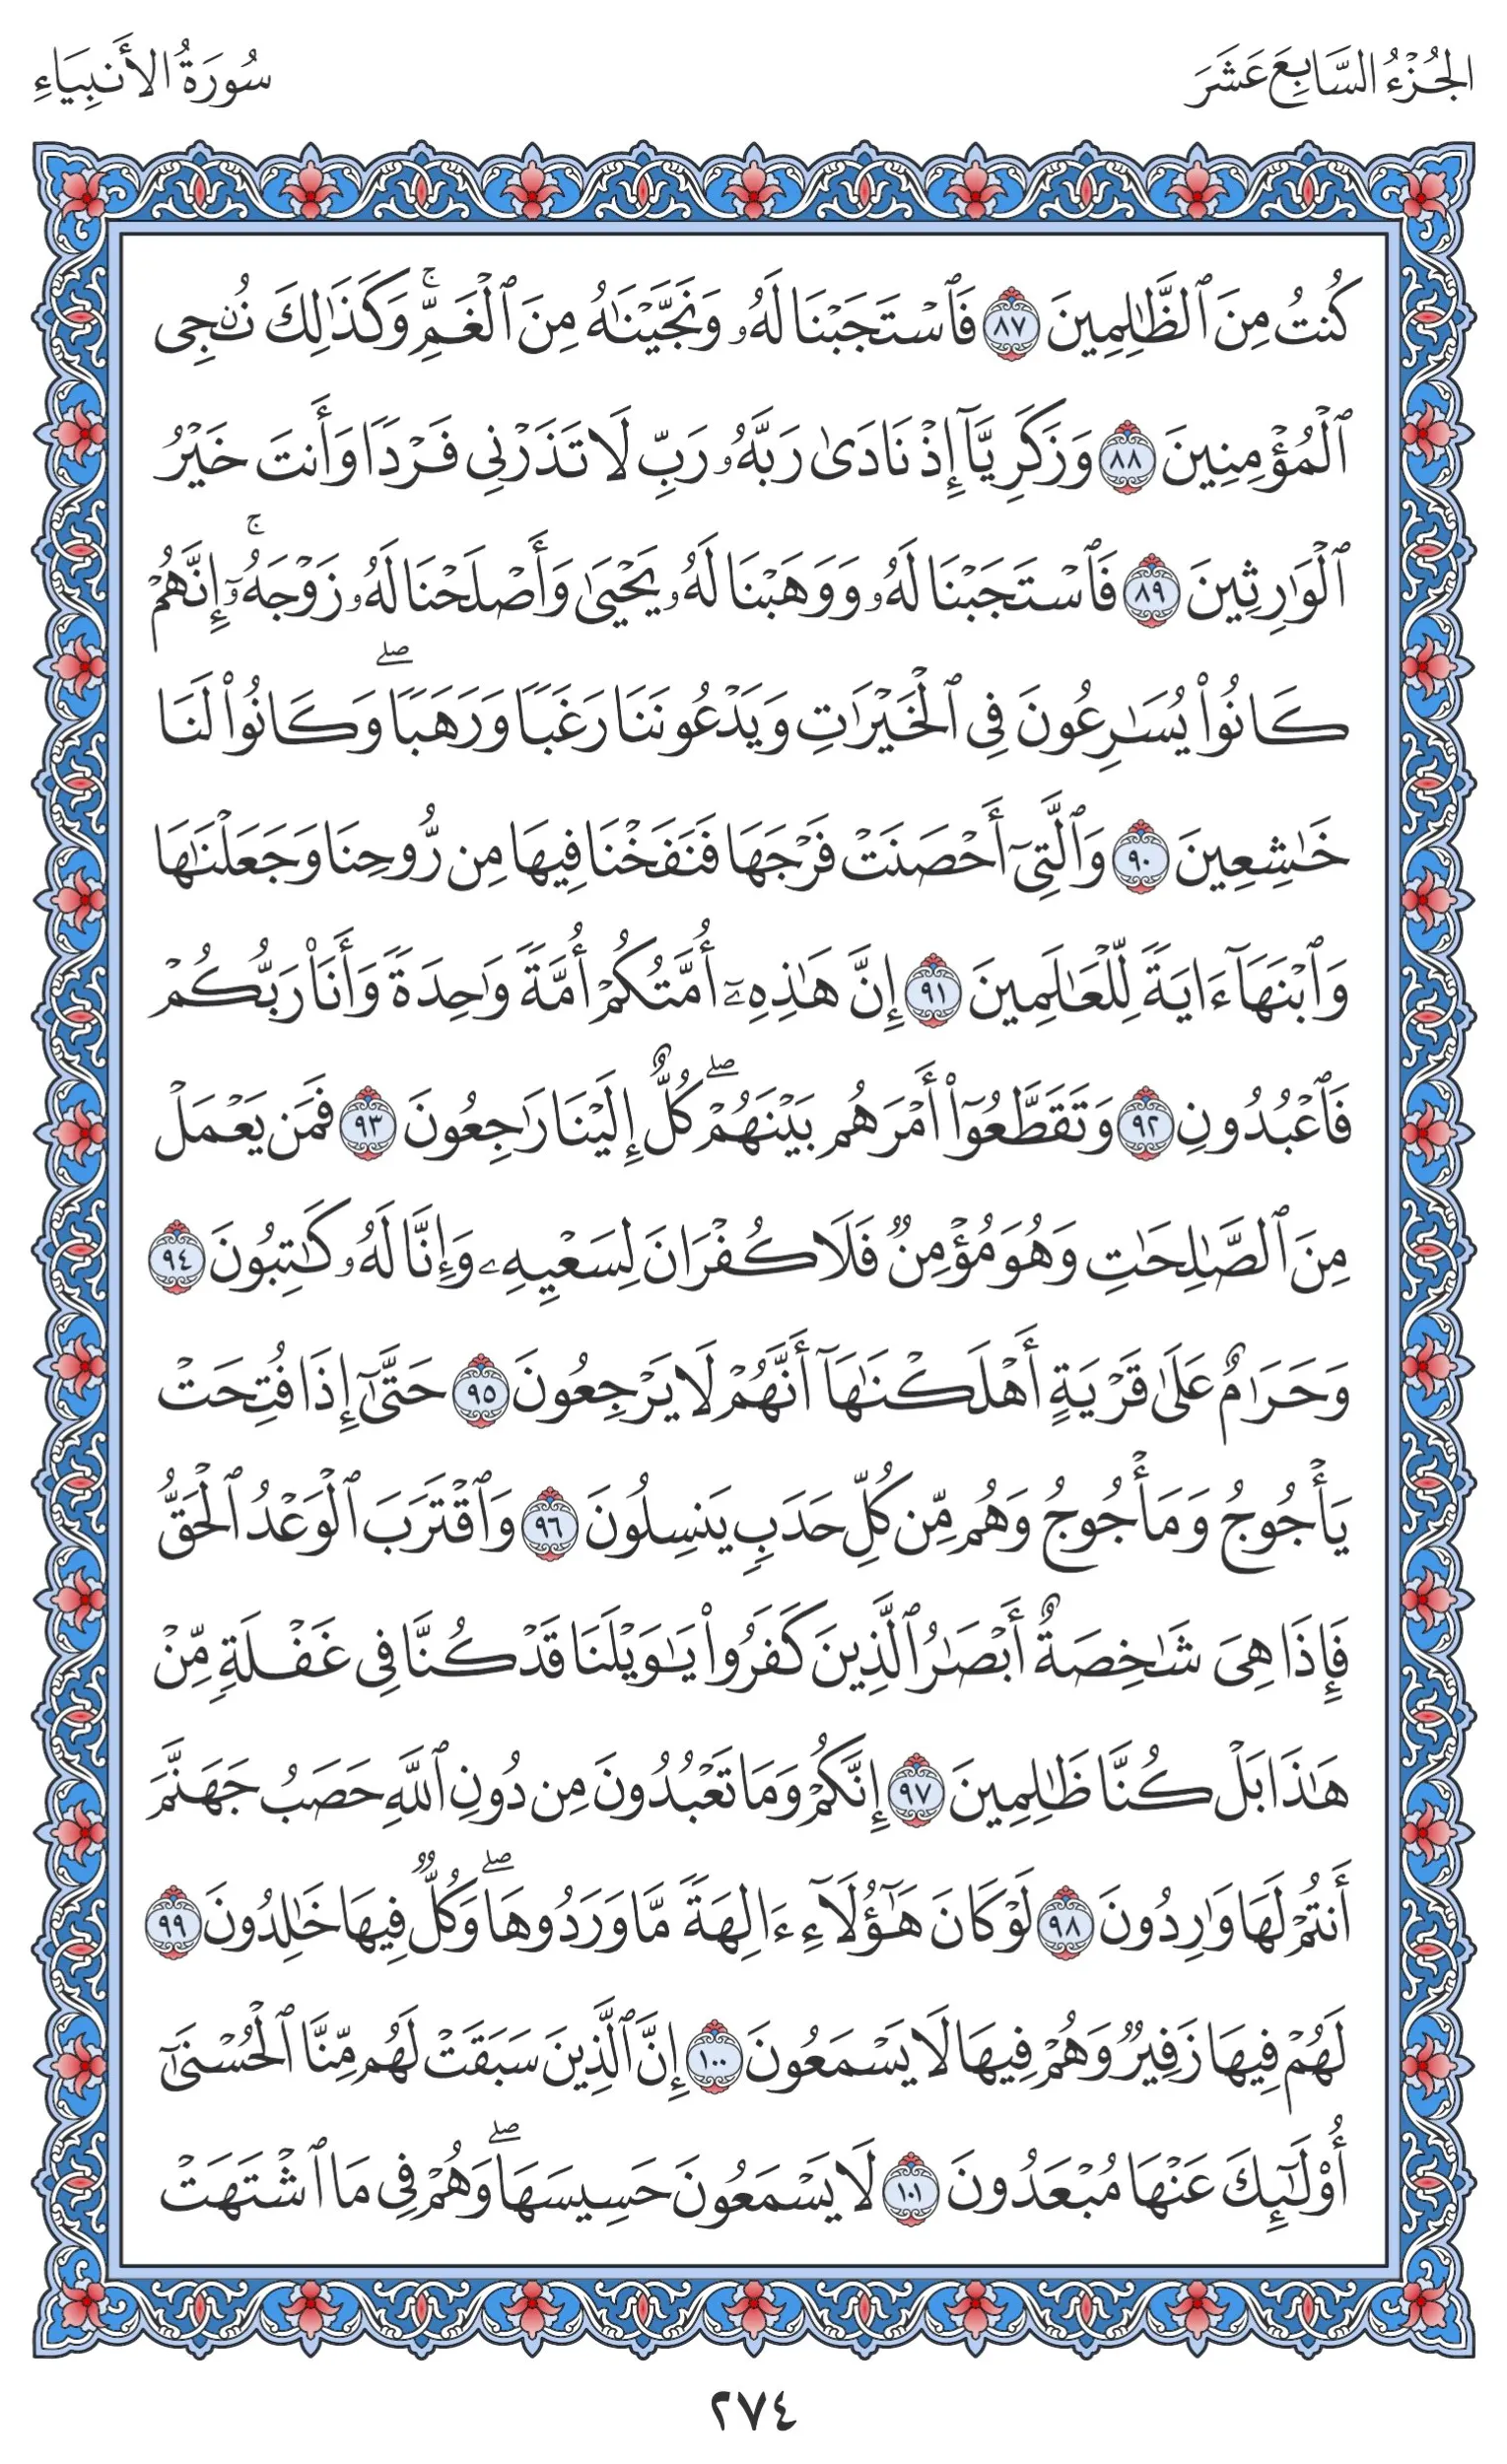 الجُزْءُ السَّابِعَ عَشَرَ
سُورَةُ الأَنبِيَاءِ
كُنتُ مِنَ ٱلظَّٰلِمِينَ ٨٧ فَٱسْتَجَبْنَا لَهُۥ وَنَجَّيْنَٰهُ مِنَ ٱلْغَمِّۚ وَكَذَٰلِكَ نُۨجِى
ٱلْمُؤْمِنِينَ ٨٨ وَزَكَرِيَّآ إِذْ نَادَىٰ رَبَّهُۥ رَبِّ لَا تَذَرْنِى فَرْدًا وَأَنتَ خَيْرُ
ٱلْوَٰرِثِينَ ٨٩ فَٱسْتَجَبْنَا لَهُۥ وَوَهَبْنَا لَهُۥ يَحْيَىٰ وَأَصْلَحْنَا لَهُۥ زَوْجَهُۥٓۚ إِنَّهُمْ
كَانُوا۟ يُسَٰرِعُونَ فِى ٱلْخَيْرَٰتِ وَيَدْعُونَنَا رَغَبًا وَرَهَبًاۖ وَكَانُوا۟ لَنَا
خَٰشِعِينَ ٩٠ وَٱلَّتِىٓ أَحْصَنَتْ فَرْجَهَا فَنَفَخْنَا فِيهَا مِن رُّوحِنَا وَجَعَلْنَٰهَا
وَٱبْنَهَآ ءَايَةً لِّلْعَٰلَمِينَ ٩١ إِنَّ هَٰذِهِۦٓ أُمَّتُكُمْ أُمَّةً وَٰحِدَةً وَأَنَا۠ رَبُّكُمْ
فَٱعْبُدُونِ ٩٢ وَتَقَطَّعُوٓا۟ أَمْرَهُم بَيْنَهُمْۖ كُلٌّ إِلَيْنَا رَٰجِعُونَ ٩٣ فَمَن يَعْمَلْ
مِنَ ٱلصَّٰلِحَٰتِ وَهُوَ مُؤْمِنٌ فَلَا كُفْرَانَ لِسَعْيِهِۦ وَإِنَّا لَهُۥ كَٰتِبُونَ ٩٤
وَحَرَٰمٌ عَلَىٰ قَرْيَةٍ أَهْلَكْنَٰهَآ أَنَّهُمْ لَا يَرْجِعُونَ ٩٥ حَتَّىٰٓ إِذَا فُتِحَتْ
يَأْجُوجُ وَمَأْجُوجُ وَهُم مِّن كُلِّ حَدَبٍ يَنسِلُونَ ٩٦ وَٱقْتَرَبَ ٱلْوَعْدُ ٱلْحَقُّ
فَإِذَا هِىَ شَٰخِصَةٌ أَبْصَٰرُ ٱلَّذِينَ كَفَرُوا۟ يَٰوَيْلَنَا قَدْ كُنَّا فِى غَفْلَةٍ مِّنْ
هَٰذَا بَلْ كُنَّا ظَٰلِمِينَ ٩٧ إِنَّكُمْ وَمَا تَعْبُدُونَ مِن دُونِ ٱللَّهِ حَصَبُ جَهَنَّمَ
أَنتُمْ لَهَا وَٰرِدُونَ ٩٨ لَوْ كَانَ هَٰٓؤُلَآءِ ءَالِهَةً مَّا وَرَدُوهَاۖ وَكُلٌّ فِيهَا خَٰلِدُونَ ٩٩
لَهُمْ فِيهَا زَفِيرٌ وَهُمْ فِيهَا لَا يَسْمَعُونَ ١٠٠ إِنَّ ٱلَّذِينَ سَبَقَتْ لَهُم مِّنَّا ٱلْحُسْنَىٰٓ
أُو۟لَٰٓئِكَ عَنْهَا مُبْعَدُونَ ١٠١ لَا يَسْمَعُونَ حَسِيسَهَاۖ وَهُمْ فِى مَا ٱشْتَهَتْ
٢٧٤